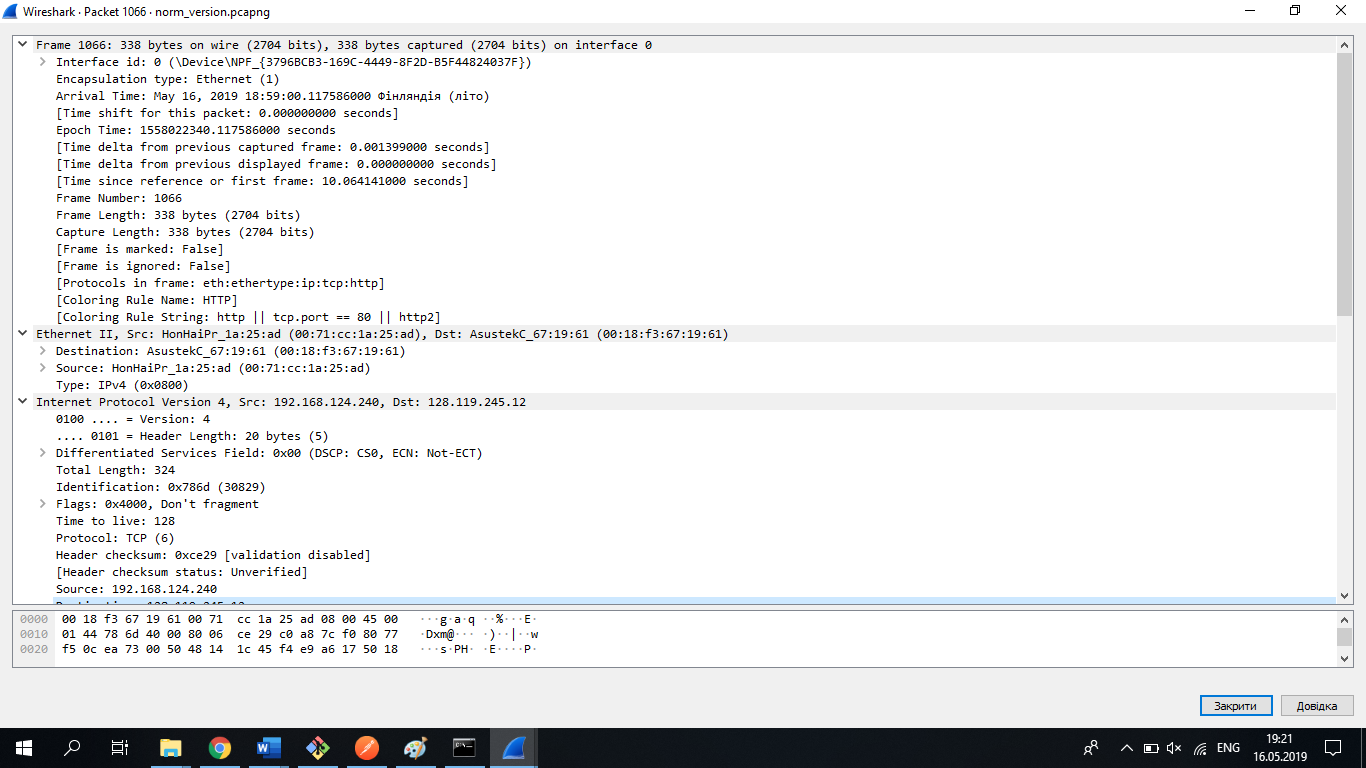 Wireshark · Packet 1066 · norm_version.pcapng
Frame 1066: 338 bytes on wire (2704 bits), 338 bytes captured (2704 bits) on interface 0
Interface id: 0 (\Device\NPF_{3796BCB3-169C-4449-8F2D-B5F44824037F})
Encapsulation type: Ethernet (1)
Arrival Time: May 16, 2019 18:59:00.117586000 Фінляндія (літо)
[Time shift for this packet: 0.000000000 seconds]
Epoch Time: 1558022340.117586000 seconds
[Time delta from previous captured frame: 0.001399000 seconds]
[Time delta from previous displayed frame: 0.000000000 seconds]
[Time since reference or first frame: 10.064141000 seconds]
Frame Number: 1066
Frame Length: 338 bytes (2704 bits)
Capture Length: 338 bytes (2704 bits)
[Frame is marked: False]
[Frame is ignored: False]
[Protocols in frame: eth:ethertype:ip:tcp:http]
[Coloring Rule Name: HTTP]
[Coloring Rule String: http || tcp.port == 80 || http2]
Ethernet II, Src: HonHaiPr_1a:25:ad (00:71:cc:1a:25:ad), Dst: AsustekC_67:19:61 (00:18:f3:67:19:61)
Destination: AsustekC_67:19:61 (00:18:f3:67:19:61)
Source: HonHaiPr_1a:25:ad (00:71:cc:1a:25:ad)
Type: IPv4 (0x0800)
Internet Protocol Version 4, Src: 192.168.124.240, Dst: 128.119.245.12
0100 .... = Version: 4
.... 0101 = Header Length: 20 bytes (5)
Differentiated Services Field: 0x00 (DSCP: CS0, ECN: Not-ECT)
Total Length: 324
Identification: 0x786d (30829)
Flags: 0x4000, Don't fragment
Time to live: 128
Protocol: TCP (6)
Header checksum: 0xce29 [validation disabled]
[Header checksum status: Unverified]
Source: 192.168.124.240
Destination: 128.119.245.12
0000 00 18 f3 67 19 61 00 71 cc 1a 25 ad 08 00 45 00 ···g·a·q ··%···E·
0010 01 44 78 6d 40 00 80 06 ce 29 c0 a8 7c f0 80 77 ·Dxm@··· ·)··|··w
0020 f5 0c ea 73 00 50 48 14 1c 45 f4 e9 a6 17 50 18 ···s·PH· ·E····P·
Закрити Довідка
ENG 19:21
16.05.2019